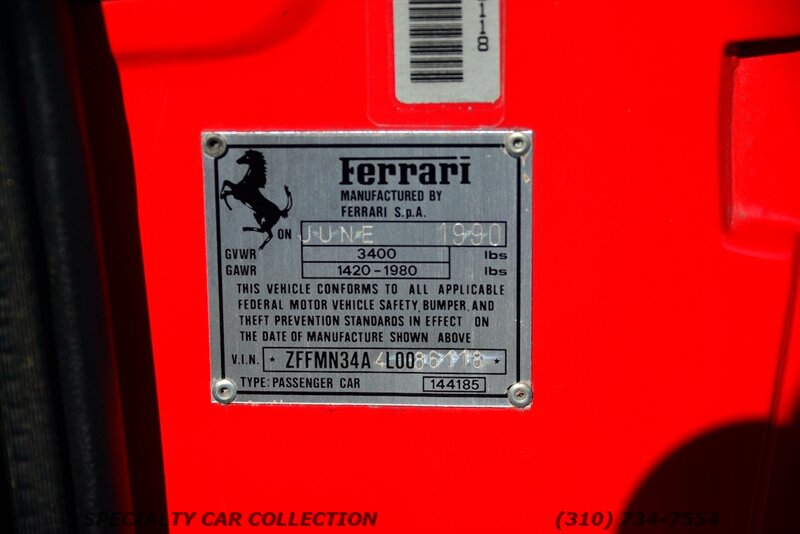 118
Ferrari
MANUFACTURED BY
FERRARI S.p.A.
ON JUNE 1990
GVWR 3400 lbs
GAWR 1420-1980 lbs
THIS VEHICLE CONFORMS TO ALL APPLICABLE
FEDERAL MOTOR VEHICLE SAFETY, BUMPER, AND
THEFT PREVENTION STANDARDS IN EFFECT ON
THE DATE OF MANUFACTURE SHOWN ABOVE
V.I.N. * ZFFMN34A4L0086118 *
TYPE: PASSENGER CAR 144185
SPECIALTY CAR COLLECTION (310) 734-7554